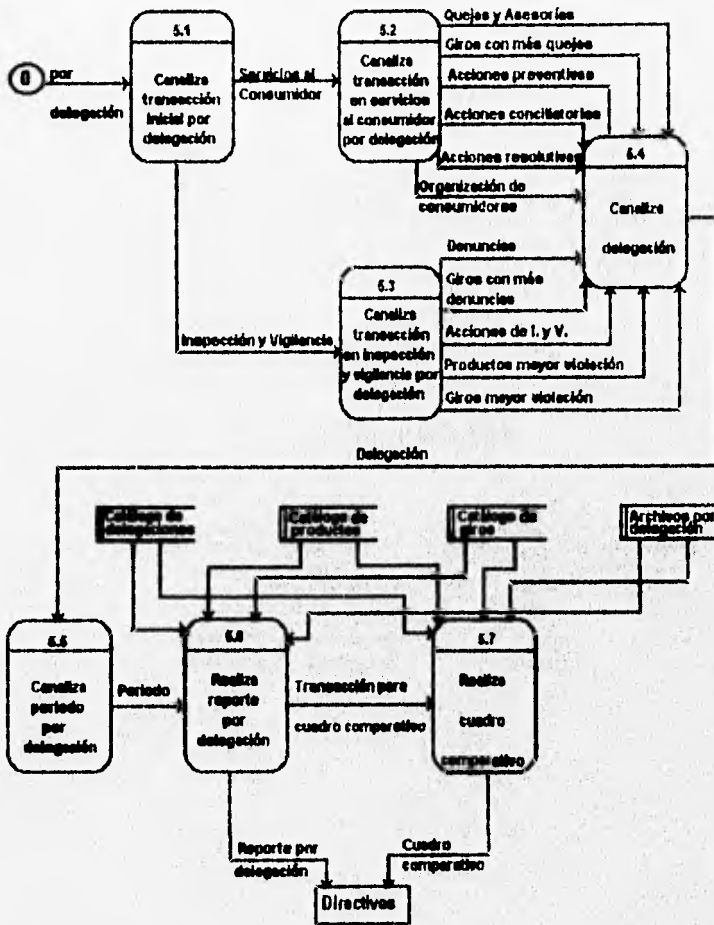 5.1
Canaliza
transacción
inicial por
delegación
por
delegación
Servicios al
Consumidor
5.2
Canaliza
transacción
en servicios
al consumidor
por delegación
Quejas y Asesorías
Giros con más quejas
Acciones preventivas
Acciones conciliatorias
Acciones resolutivas
Organización de
consumidores
5.4
Canaliza
delegación
Inspección y Vigilancia
5.3
Canaliza
transacción
en inspección
y vigilancia por
delegación
Denuncias
Giros con más
denuncias
Acciones de I. y V.
Productos mayor violación
Giros mayor violación
Delegación
Catálogo de
delegaciones
Catálogo de
productos
Catálogo de
giros
Archivos por
delegación
5.5
Canaliza
periodo
por
delegación
Periodo
5.6
Realiza
reporte
por
delegación
Transacción para
cuadro comparativo
5.7
Realiza
cuadro
comparativo
Reporte por
delegación
Cuadro
comparativo
Directivos